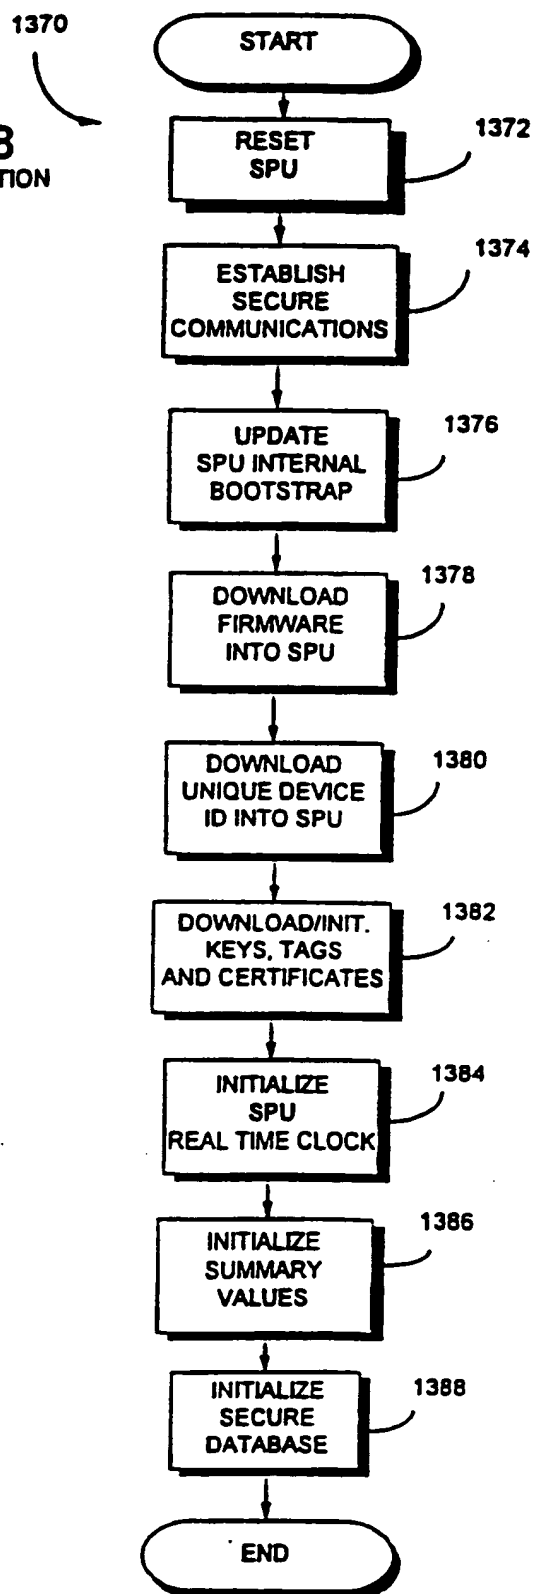 1370
START
RESET
SPU
1372
ESTABLISH
SECURE
COMMUNICATIONS
1374
UPDATE
SPU INTERNAL
BOOTSTRAP
1376
DOWNLOAD
FIRMWARE
INTO SPU
1378
DOWNLOAD
UNIQUE DEVICE
ID INTO SPU
1380
DOWNLOAD/INIT.
KEYS, TAGS
AND CERTIFICATES
1382
INITIALIZE
SPU
REAL TIME CLOCK
1384
INITIALIZE
SUMMARY
VALUES
1386
INITIALIZE
SECURE
DATABASE
1388
END